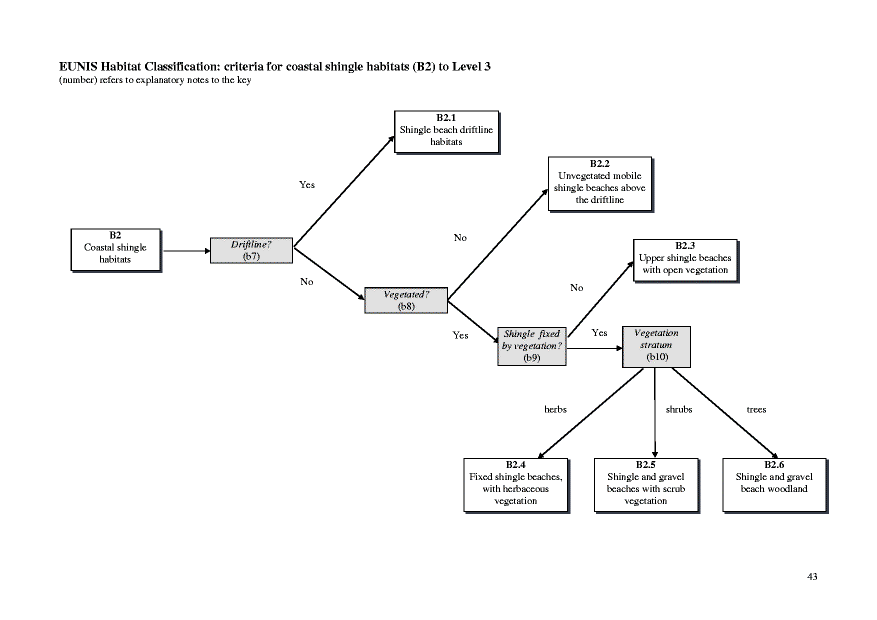 EUNIS Habitat Classification: criteria for coastal shingle habitats (B2) to Level 3
(number) refers to explanatory notes to the key
B2.1
Shingle beach driftline
habitats
B2.2
Unvegetated mobile
shingle beaches above
the driftline
Yes
B2
Coastal shingle
habitats
Driftline?
(b7)
No
B2.3
Upper shingle beaches
with open vegetation
No
Vegetated?
(b8)
No
Yes
Shingle fixed
by vegetation?
(b9)
Yes
Vegetation
stratum
(b10)
herbs
shrubs
trees
B2.4
Fixed shingle beaches,
with herbaceous
vegetation
B2.5
Shingle and gravel
beaches with scrub
vegetation
B2.6
Shingle and gravel
beach woodland
43